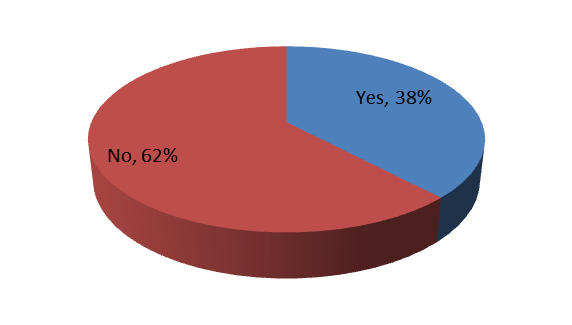 Yes, 38%
No, 62%